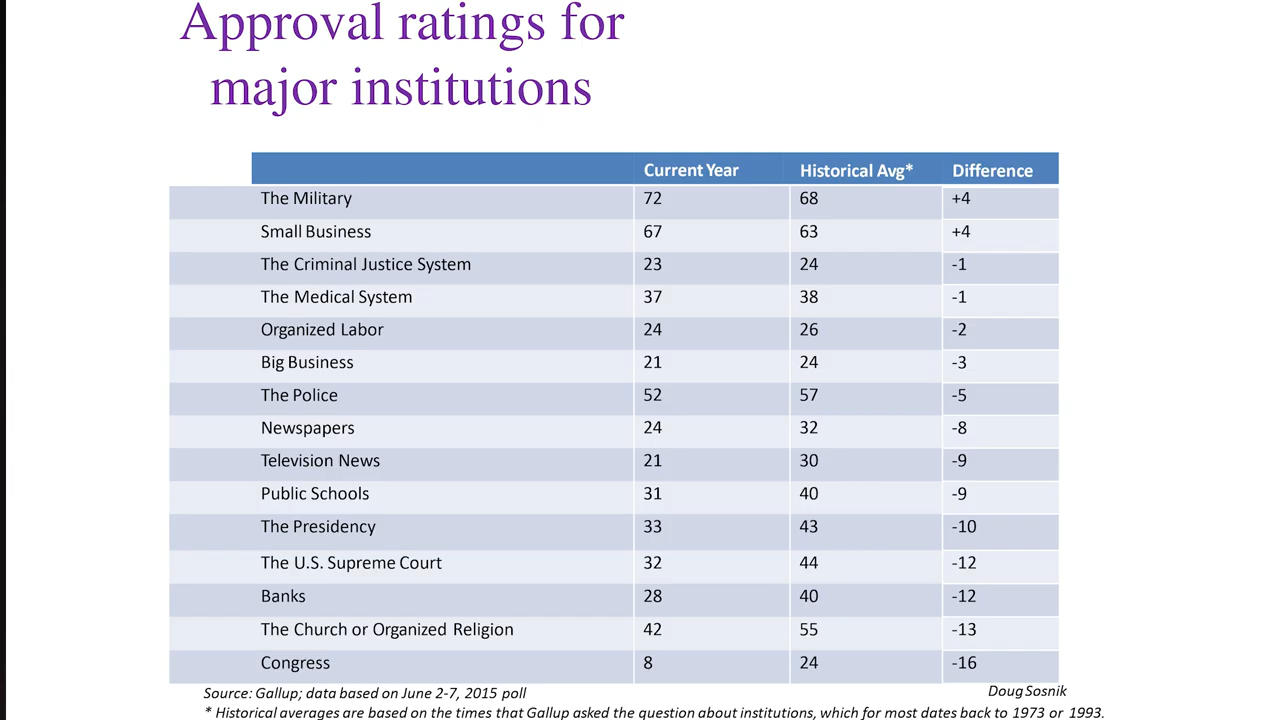 Approval ratings for
major institutions
Current Year Historical Avg* Difference
The Military 72 68 +4
Small Business 67 63 +4
The Criminal Justice System 23 24 -1
The Medical System 37 38 -1
Organized Labor 24 26 -2
Big Business 21 24 -3
The Police 52 57 -5
Newspapers 24 32 -8
Television News 21 30 -9
Public Schools 31 40 -9
The Presidency 33 43 -10
The U.S. Supreme Court 32 44 -12
Banks 28 40 -12
The Church or Organized Religion 42 55 -13
Congress 8 24 -16
Source: Gallup; data based on June 2-7, 2015 poll Doug Sosnik
* Historical averages are based on the times that Gallup asked the question about institutions, which for most dates back to 1973 or 1993.